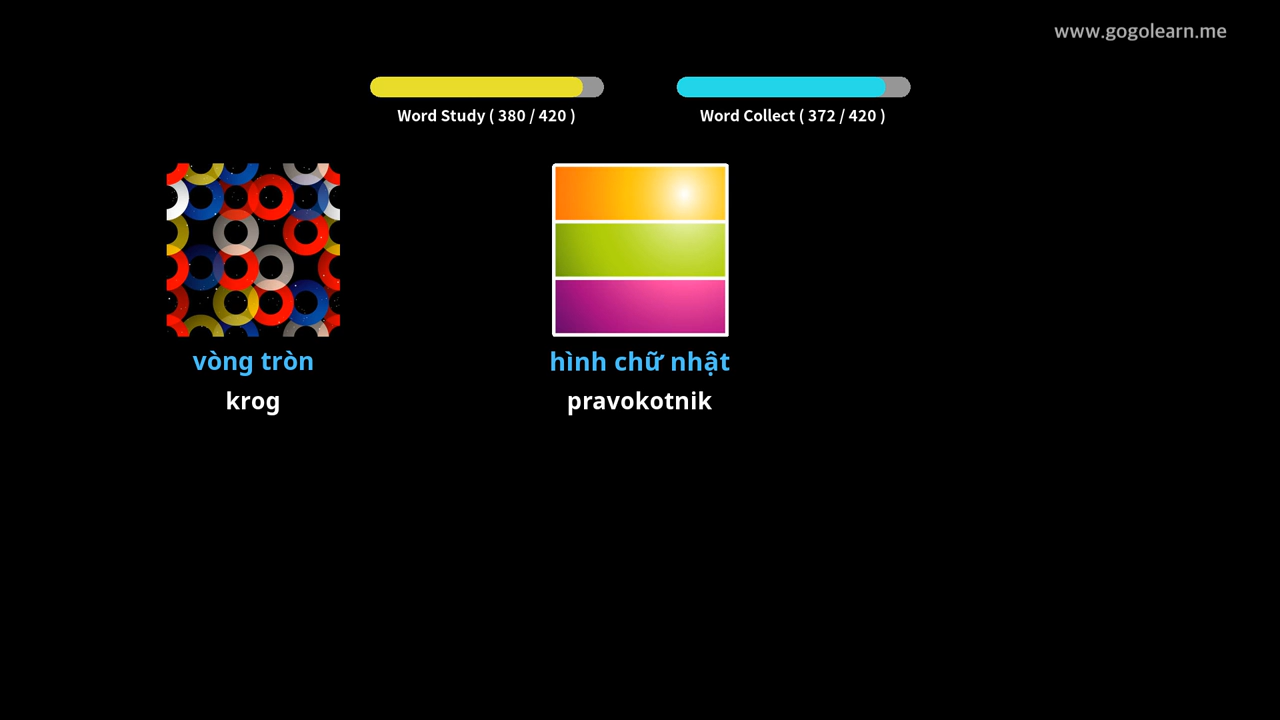 www.gogolearn.me
Word Study ( 380 / 420 )
Word Collect ( 372 / 420 )
vòng tròn
krog
hình chữ nhật
pravokotnik